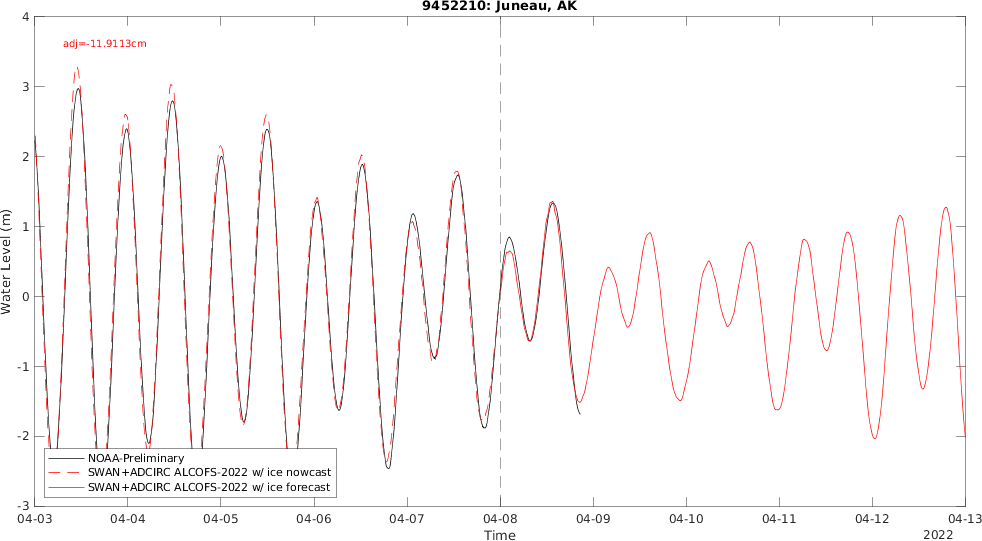 9452210: Juneau, AK
adj=-11.9113cm
4
3
2
1
0
-1
-2
-3
Water Level (m)
NOAA-Preliminary
SWAN+ADCIRC ALCOFS-2022 w/ ice nowcast
SWAN+ADCIRC ALCOFS-2022 w/ ice forecast
04-03 04-04 04-05 04-06 04-07 04-08 04-09 04-10 04-11 04-12 04-13
Time
2022